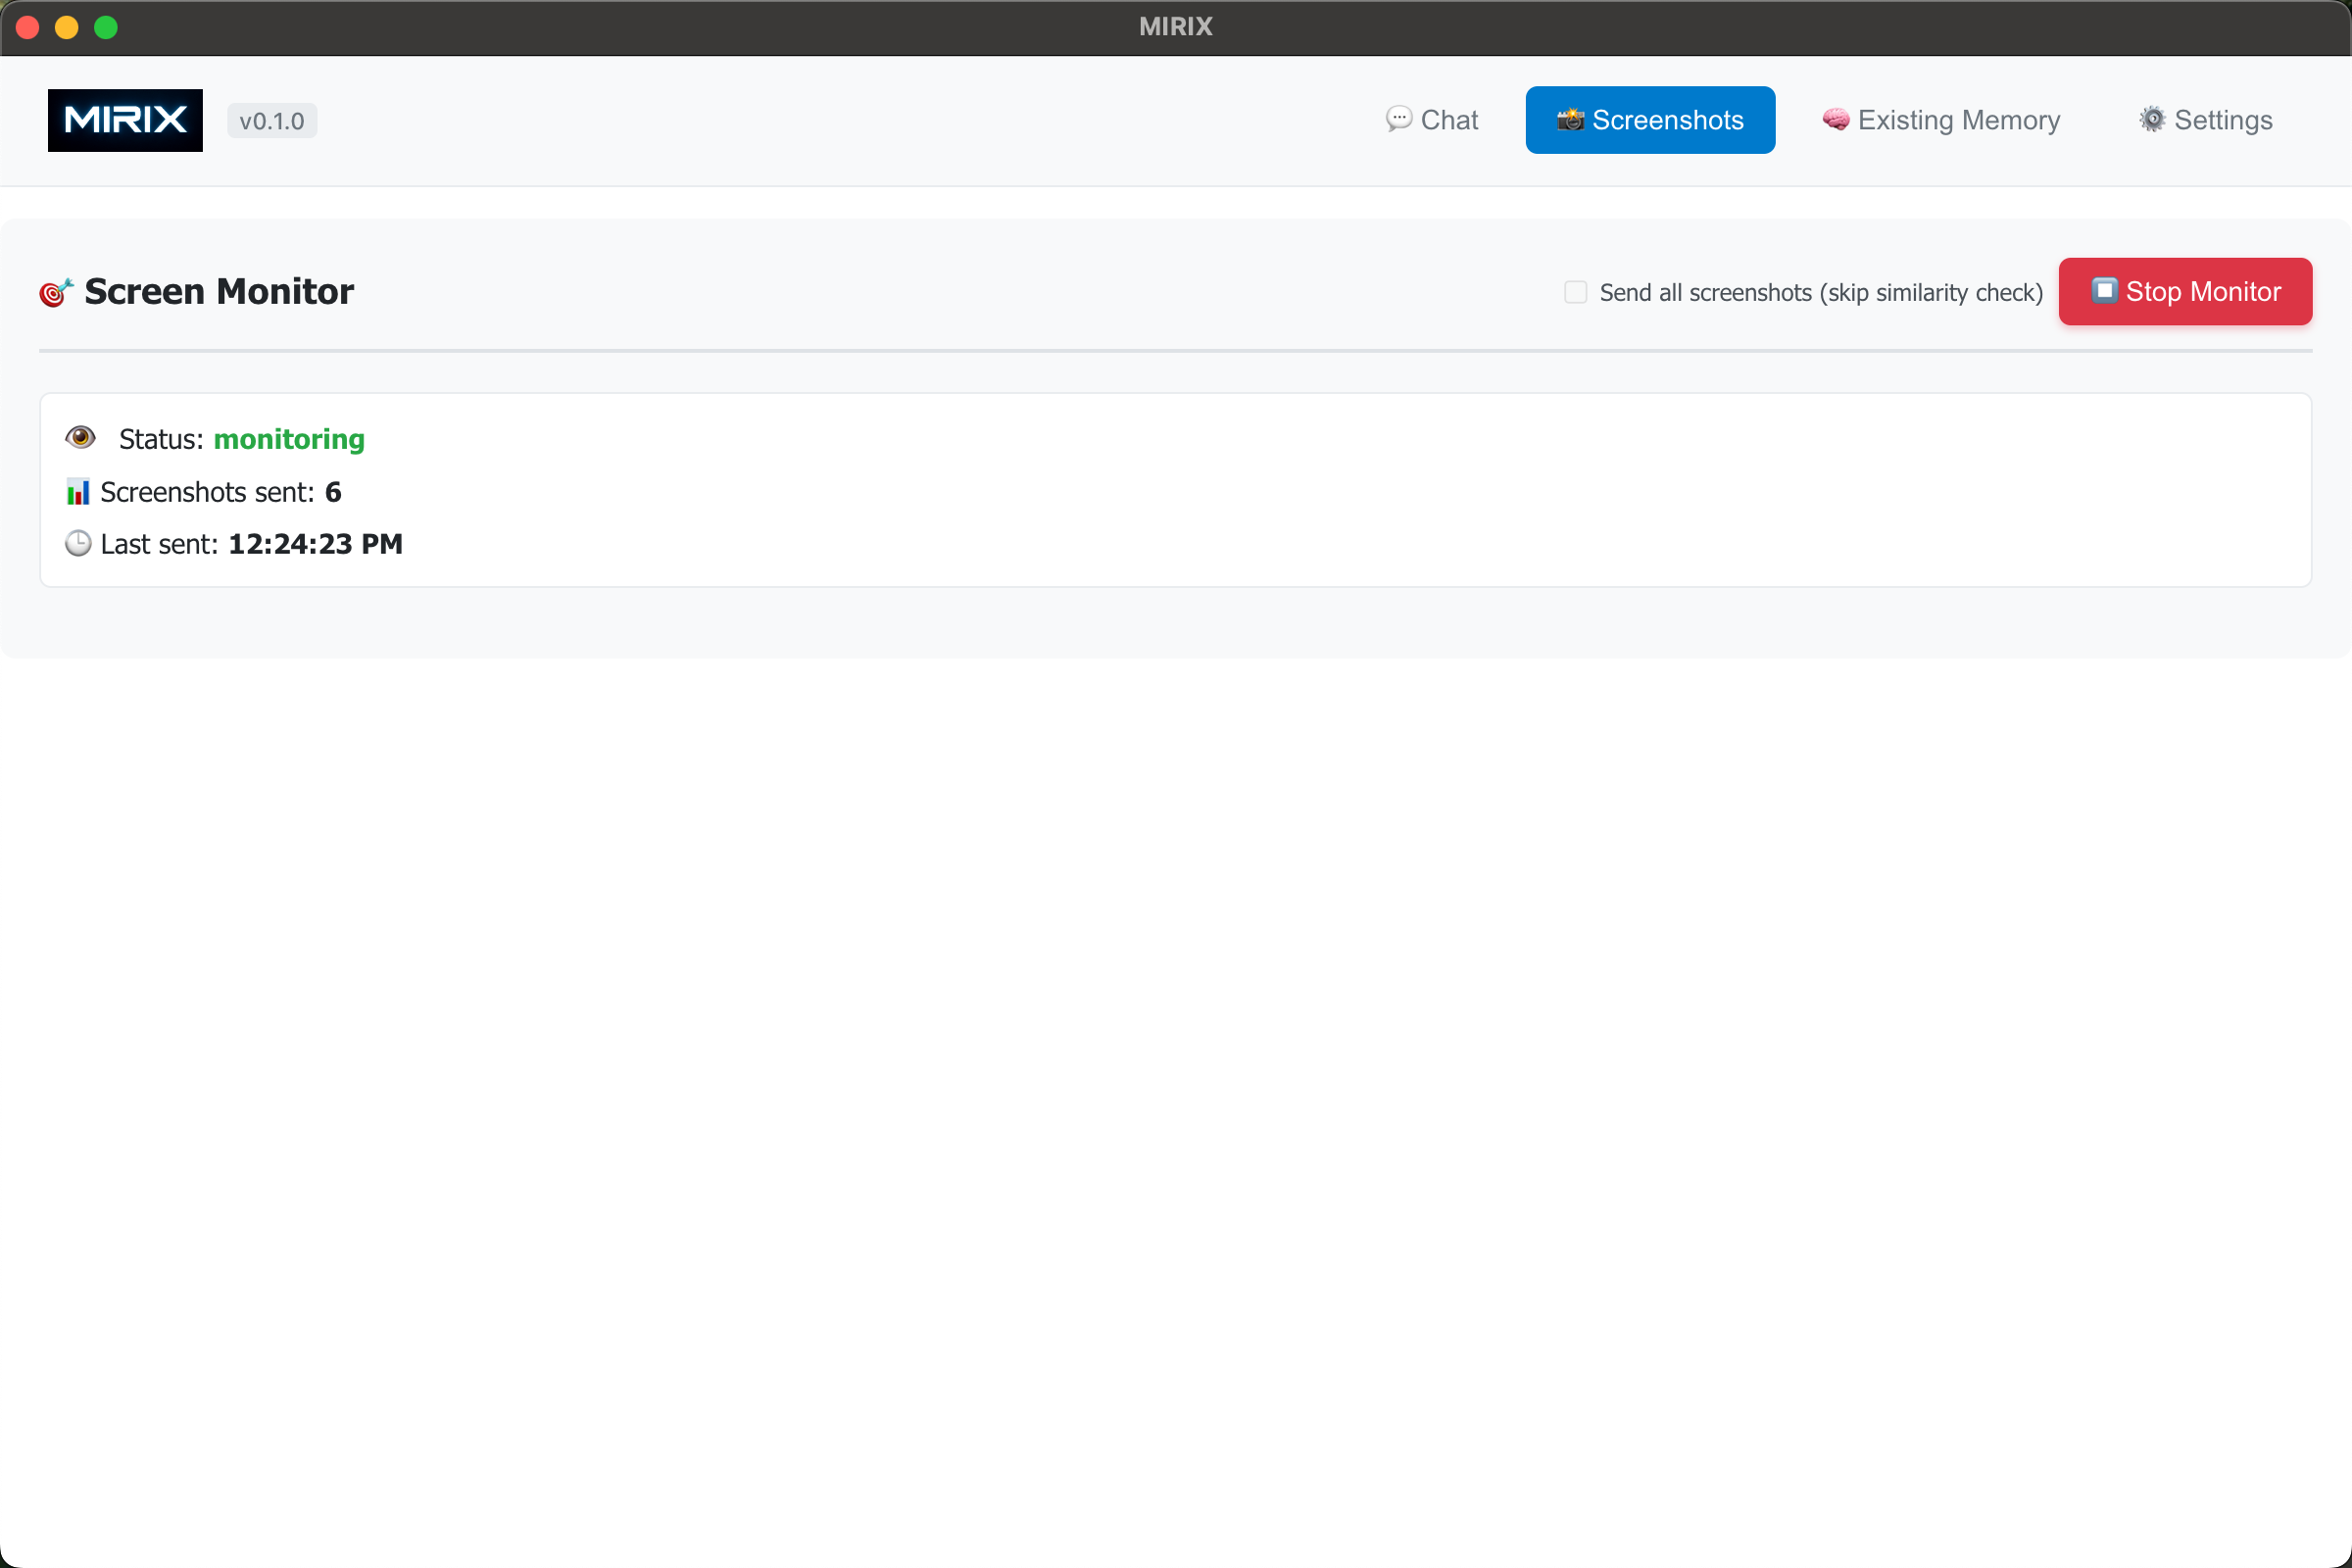 MIRIX
MIRIX v0.1.0 Chat Screenshots Existing Memory Settings
Screen Monitor Send all screenshots (skip similarity check) Stop Monitor
Status: monitoring
Screenshots sent: 6
Last sent: 12:24:23 PM